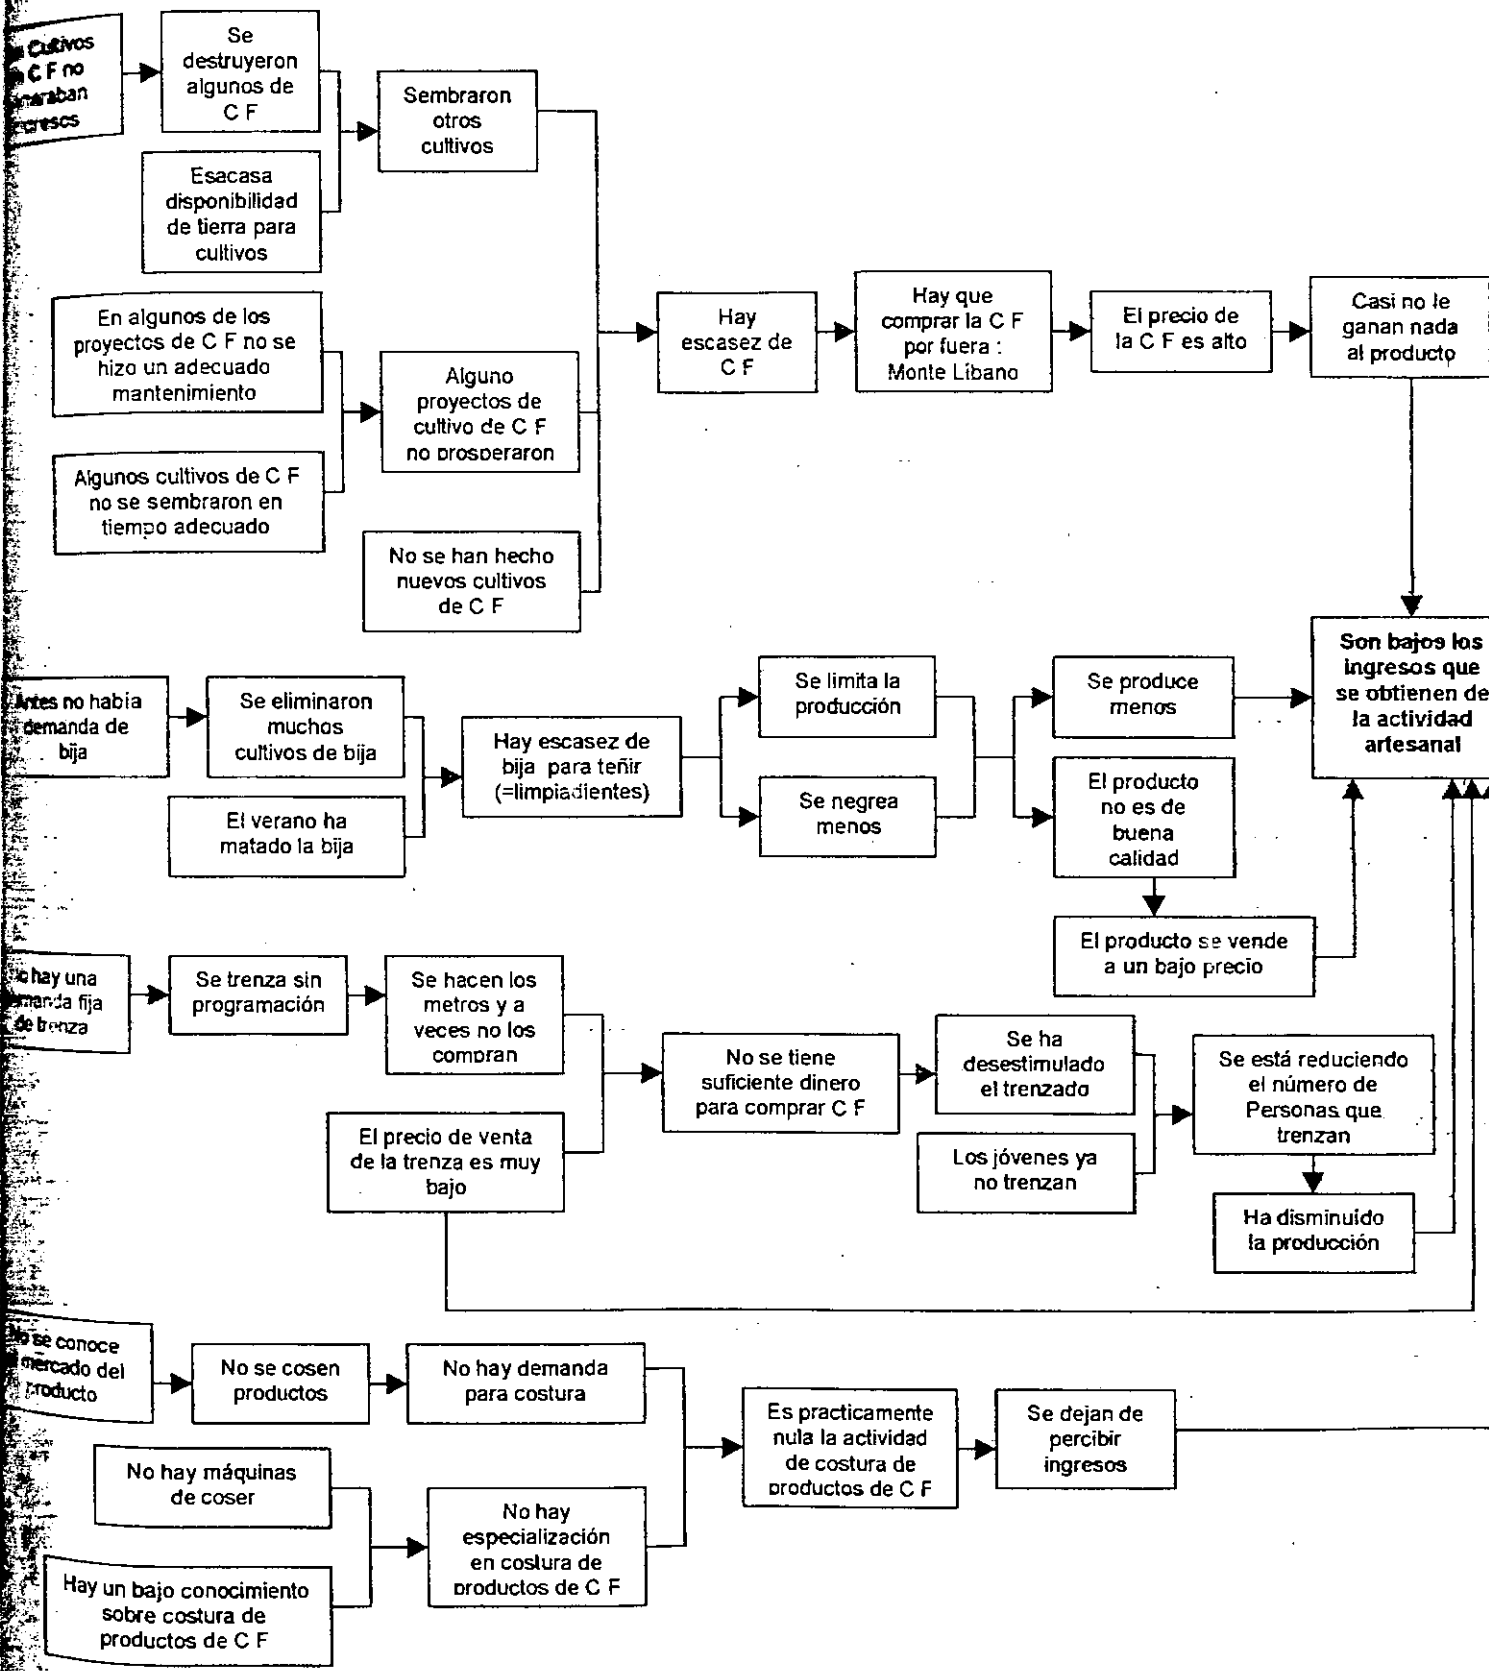 Cultivos
C F no
Se
destruyeron
algunos de
C F
Sembraron
otros
cultivos
Esacasa
disponibilidad
de tierra para
cultivos
En algunos de los
proyectos de C F no se
hizo un adecuado
mantenimiento
Alguno
proyectos de
cultivo de C F
no prosperaron
Algunos cultivos de C F
no se sembraron en
tiempo adecuado
No se han hecho
nuevos cultivos
de C F
Hay
escasez de
C F
Hay que
comprar la C F
por fuera :
Monte Líbano
El precio de
la C F es alto
Casi no le
ganan nada
al producto
Son bajos los
ingresos que
se obtienen de
la actividad
artesanal
Antes no había
demanda de
bija
Se eliminaron
muchos
cultivos de bija
El verano ha
matado la bija
Hay escasez de
bija para teñir
(=limpiadientes)
Se limita la
producción
Se negrea
menos
Se produce
menos
El producto
no es de
buena
calidad
El producto se vende
a un bajo precio
hay una
fija
de trenza
Se trenza sin
programación
Se hacen los
metros y a
veces no los
compran
El precio de venta
de la trenza es muy
bajo
No se tiene
suficiente dinero
para comprar C F
Se ha
desestimulado
el trenzado
Los jóvenes ya
no trenzan
Se está reduciendo
el número de
Personas que
trenzan
Ha disminuído
la producción
No se conoce
mercado del
producto
No se cosen
productos
No hay demanda
para costura
No hay máquinas
de coser
Hay un bajo conocimiento
sobre costura de
productos de C F
No hay
especialización
en costura de
productos de C F
Es practicamente
nula la actividad
de costura de
productos de C F
Se dejan de
percibir
ingresos